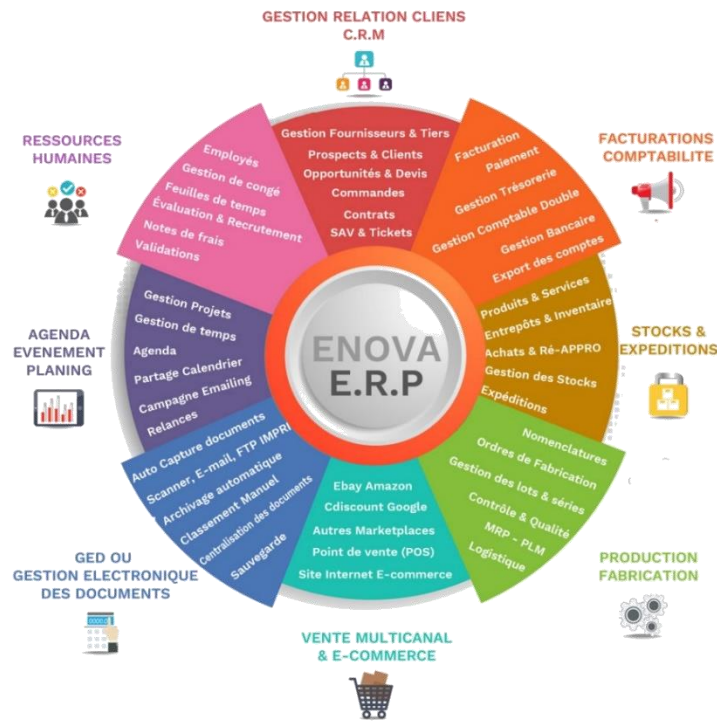 GESTION RELATION CLIENS
C.R.M
Gestion Fournisseurs & Tiers
Prospects & Clients
Opportunités & Devis
Commandes
Contrats
SAV & Tickets
FACTURATIONS
COMPTABILITE
Facturation
Paiement
Gestion Trésorerie
Gestion Comptable Double
Gestion Bancaire
Export des comptes
STOCKS &
EXPEDITIONS
Produits & Services
Entrepôts & Inventaire
Achats & Ré-APPRO
Gestion des Stocks
Expéditions
PRODUCTION
FABRICATION
Nomenclatures
Ordres de Fabrication
Gestion des lots & séries
Contrôle & Qualité
MRP - PLM
Logistique
VENTE MULTICANAL
& E-COMMERCE
Ebay Amazon
Cdiscount Google
Autres Marketplaces
Point de vente (POS)
Site Internet E-commerce
GED OU
GESTION ELECTRONIQUE
DES DOCUMENTS
Auto Capture documents
Scanner, E-mail, FTP IMPRI
Archivage automatique
Classement Manuel
Centralisation des documents
Sauvegarde
AGENDA
EVENEMENT
PLANING
Gestion Projets
Gestion de temps
Agenda
Partage Calendrier
Campagne Emailing
Relances
RESSOURCES
HUMAINES
Employés
Gestion de congé
Feuilles de temps
Évaluation & Recrutement
Notes de frais
Validations
ENOVA
E.R.P